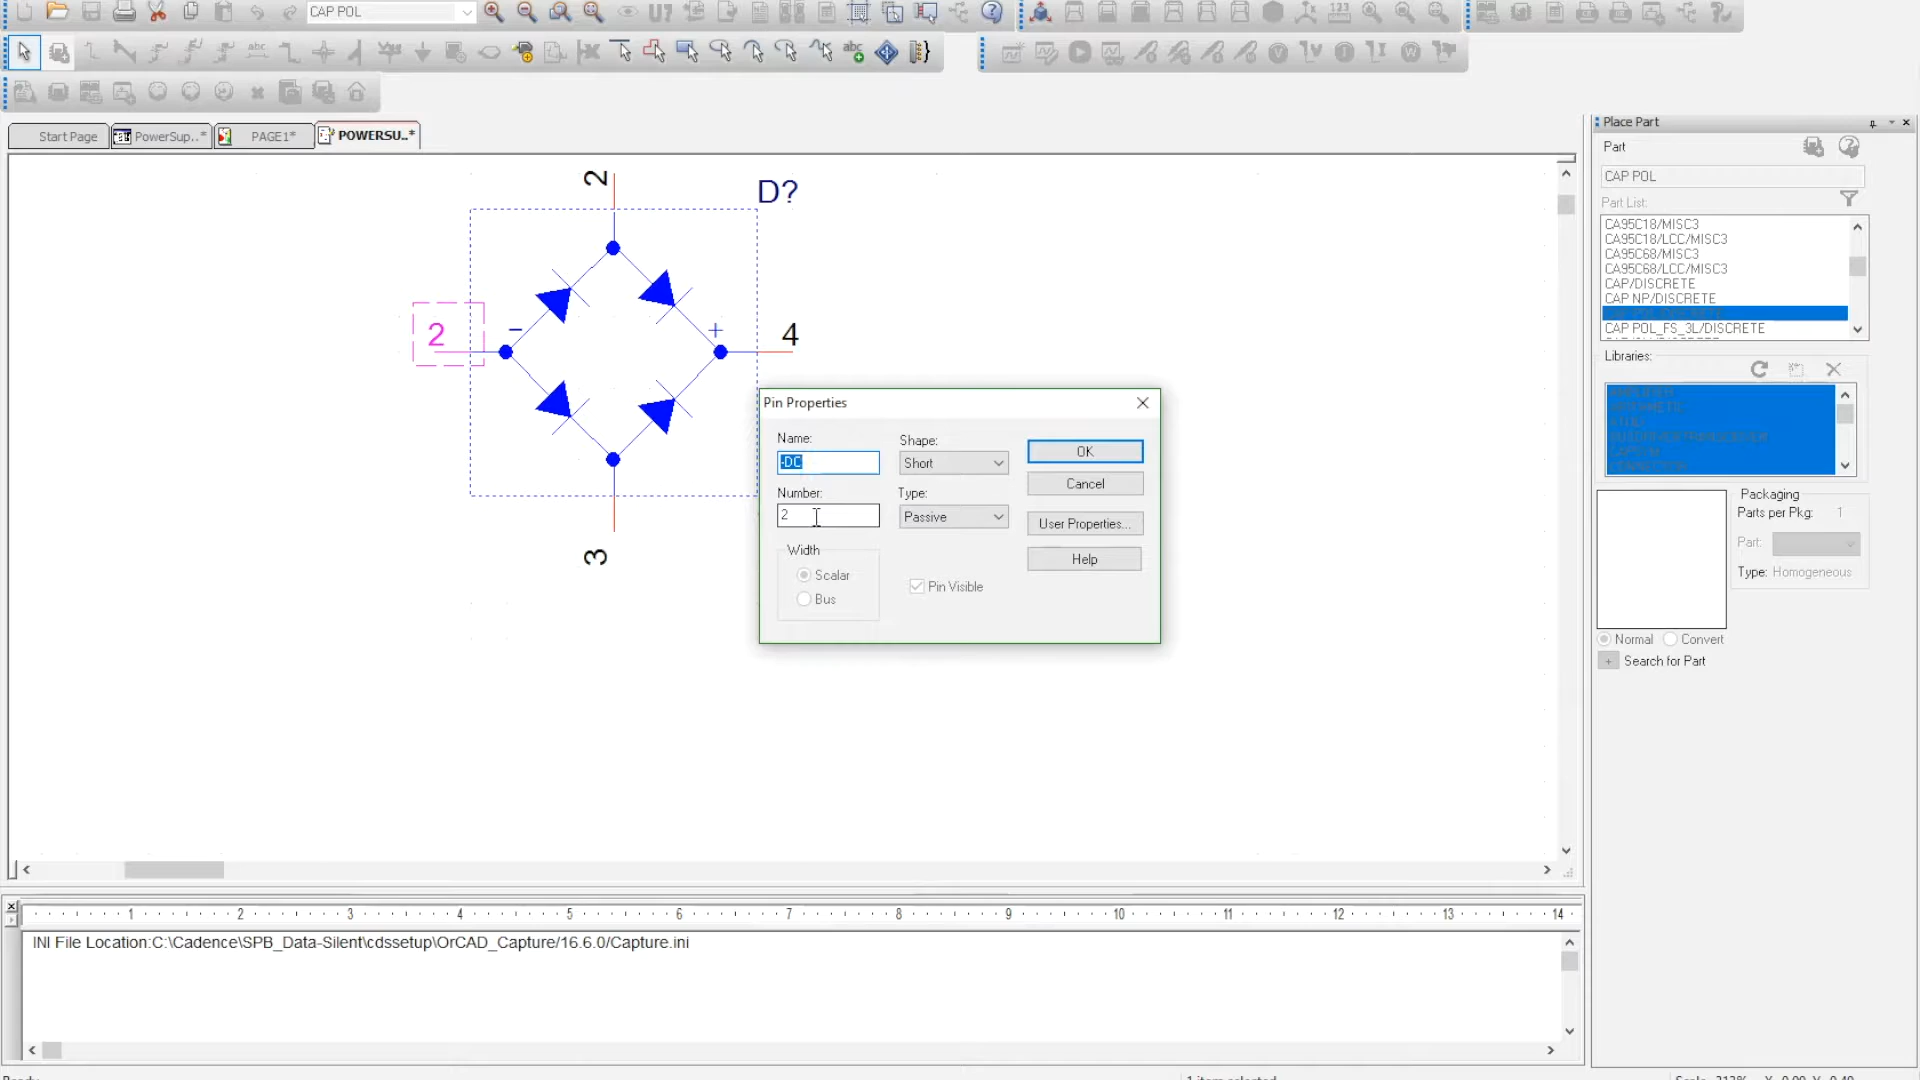 CAP POL
Start Page
PowerSup..*
PAGE1*
POWERSU..*
2
D?
2
−
+
4
3
Pin Properties
Name:
-DC
Number:
2
Width
Scalar
Bus
Shape:
Short
Type:
Passive
Pin Visible
OK
Cancel
User Properties...
Help
Place Part
Part
CAP POL
Part List:
CA95C18/MISC3
CA95C18/LCC/MISC3
CA95C68/MISC3
CA95C68/LCC/MISC3
CAP/DISCRETE
CAP NP/DISCRETE
CAP POL/DISCRETE
CAP POL_FS_3L/DISCRETE
Libraries:
Packaging
Parts per Pkg: 1
Part:
Type: Homogeneous
Normal
Convert
+ Search for Part
1 2 3 4 5 6 7 8 9 10 11 12 13 14
INI File Location:C:\Cadence\SPB_Data-Silent\cdssetup\OrCAD_Capture/16.6.0/Capture.ini